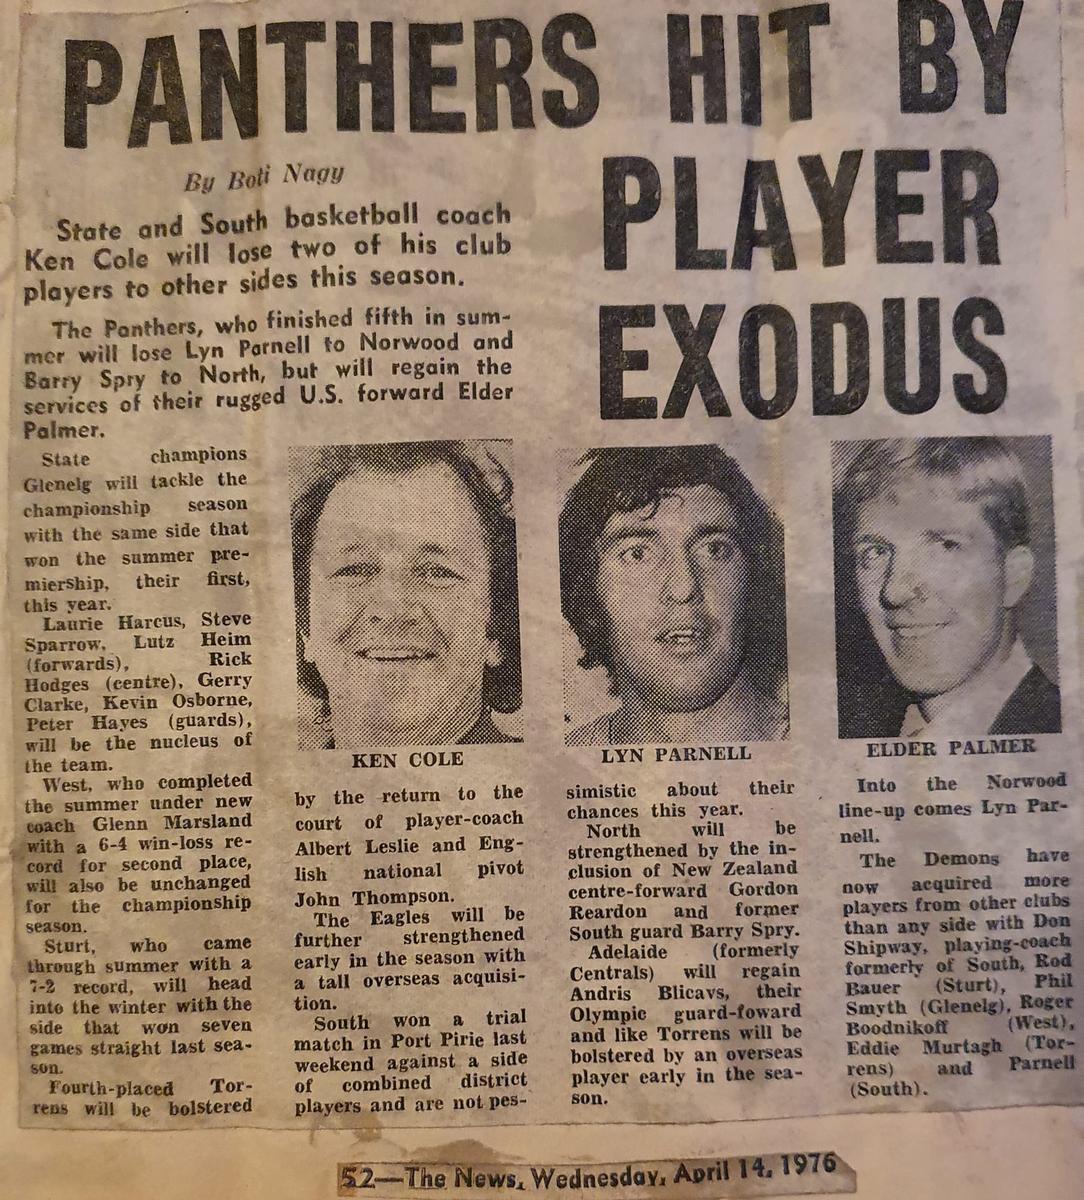 PANTHERS HIT BY
PLAYER
EXODUS
By Boti Nagy
State and South basketball coach
Ken Cole will lose two of his club
players to other sides this season.
The Panthers, who finished fifth in sum-
mer will lose Lyn Parnell to Norwood and
Barry Spry to North, but will regain the
services of their rugged U.S. forward Elder
Palmer.
State champions
Glenelg will tackle the
championship season
with the same side that
won the summer pre-
miership, their first,
this year.
Laurie Harcus, Steve
Sparrow, Lutz Heim
(forwards), Rick
Hodges (centre), Gerry
Clarke, Kevin Osborne,
Peter Hayes (guards),
will be the nucleus of
the team.
West, who completed
the summer under new
coach Glenn Marsland
with a 6-4 win-loss re-
cord for second place,
will also be unchanged
for the championship
season.
Sturt, who came
through summer with a
7-2 record, will head
into the winter with the
side that won seven
games straight last sea-
son.
Fourth-placed Tor-
rens will be bolstered
KEN COLE
by the return to the
court of player-coach
Albert Leslie and Eng-
lish national pivot
John Thompson.
The Eagles will be
further strengthened
early in the season with
a tall overseas acquisi-
tion.
South won a trial
match in Port Pirie last
weekend against a side
of combined district
players and are not pes-
LYN PARNELL
simistic about their
chances this year.
North will be
strengthened by the in-
clusion of New Zealand
centre-forward Gordon
Reardon and former
South guard Barry Spry.
Adelaide (formerly
Centrals) will regain
Andris Blicavs, their
Olympic guard-foward
and like Torrens will be
bolstered by an overseas
player early in the sea-
son.
ELDER PALMER
Into the Norwood
line-up comes Lyn Par-
nell.
The Demons have
now acquired more
players from other clubs
than any side with Don
Shipway, playing-coach
formerly of South, Rod
Bauer (Sturt), Phil
Smyth (Glenelg), Roger
Boodnikoff (West),
Eddie Murtagh (Tor-
rens) and Parnell
(South).
52—The News, Wednesday, April 14, 1976